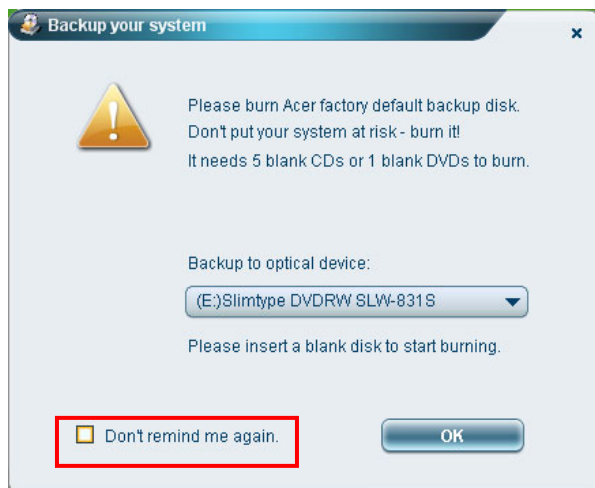 Backup your system
x
Please burn Acer factory default backup disk.
Don't put your system at risk - burn it!
It needs 5 blank CDs or 1 blank DVDs to burn.
Backup to optical device:
(E:)Slimtype DVDRW SLW-831S
Please insert a blank disk to start burning.
Don't remind me again.
OK